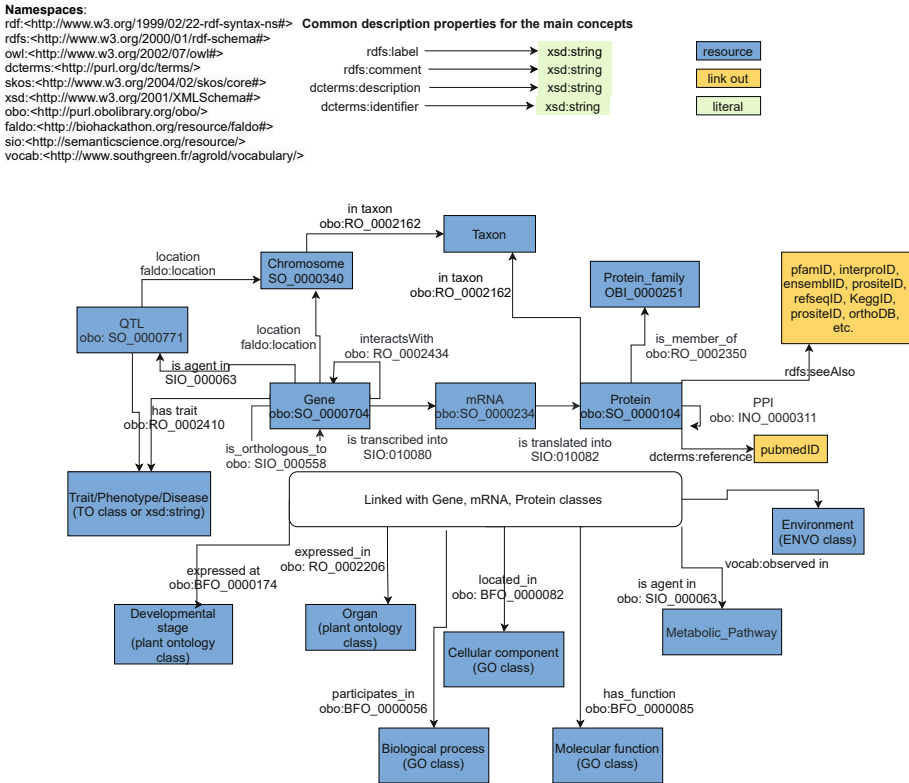 Namespaces:
rdf:<http://www.w3.org/1999/02/22-rdf-syntax-ns#>
rdfs:<http://www.w3.org/2000/01/rdf-schema#>
owl:<http://www.w3.org/2002/07/owl#>
dcterms:<http://purl.org/dc/terms/>
skos:<http://www.w3.org/2004/02/skos/core#>
xsd:<http://www.w3.org/2001/XMLSchema#>
obo:<http://purl.obolibrary.org/obo/>
faldo:<http://biohackathon.org/resource/faldo#>
sio:<http://semanticscience.org/resource/>
vocab:<http://www.southgreen.fr/agrold/vocabulary/>
Common description properties for the main concepts
rdfs:label
xsd:string
rdfs:comment
xsd:string
dcterms:description
xsd:string
dcterms:identifier
xsd:string
resource
link out
literal
in taxon
obo:RO_0002162
Taxon
location
faldo:location
Chromosome
SO_0000340
in taxon
obo:RO_0002162
Protein_family
OBI_0000251
pfamID, interproID,
ensemblID, prositeID,
refseqID, KeggID,
prositeID, orthoDB,
etc.
QTL
obo: SO_0000771
location
faldo:location
interactsWith
obo: RO_0002434
is_member_of
obo:RO_0002350
is agent in
SIO_000063
rdfs:seeAlso
Gene
obo:SO_0000704
mRNA
obo:SO_0000234
Protein
obo:SO_0000104
PPI
obo: INO_0000311
has trait
obo:RO_0002410
is_orthologous_to
obo: SIO_000558
is transcribed into
SIO:010080
is translated into
SIO:010082
dcterms:reference
pubmedID
Trait/Phenotype/Disease
(TO class or xsd:string)
Linked with Gene, mRNA, Protein classes
Environment
(ENVO class)
vocab:observed in
expressed at
obo:BFO_0000174
expressed_in
obo: RO_0002206
located_in
obo: BFO_0000082
is agent in
obo: SIO_000063
Developmental
stage
(plant ontology
class)
Organ
(plant ontology
class)
Cellular component
(GO class)
Metabolic_Pathway
participates_in
obo:BFO_0000056
has_function
obo:BFO_0000085
Biological process
(GO class)
Molecular function
(GO class)